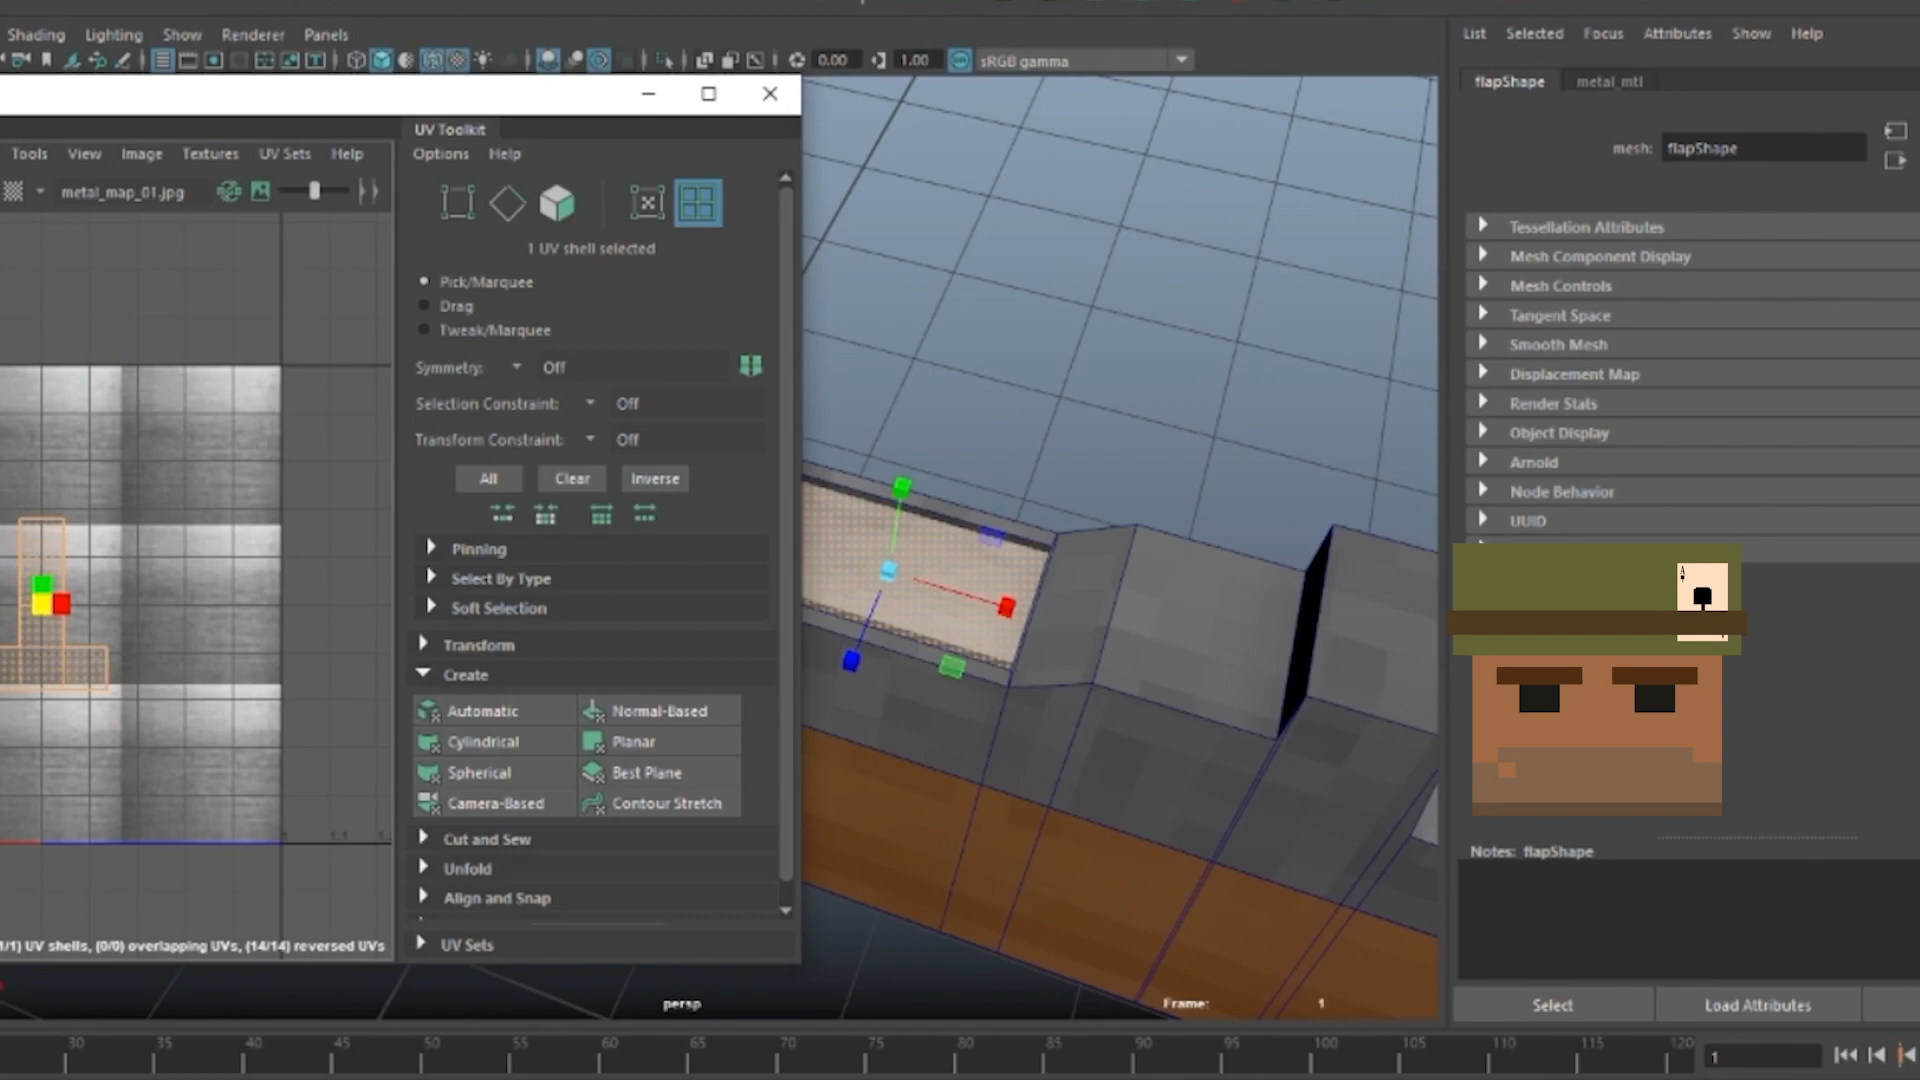 Shading Lighting Show Renderer Panels
List Selected Focus Attributes Show Help
0.00 1.00 sRGB gamma
flapShape metal_mtl
UV Toolkit
Tools View Image Textures UV Sets Help
Options Help
mesh: flapShape
metal_map_01.jpg
1 UV shell selected
Pick/Marquee
Drag
Tweak/Marquee
Symmetry: Off
Selection Constraint: Off
Transform Constraint: Off
All Clear Inverse
Pinning
Select By Type
Soft Selection
Transform
Create
Automatic Normal-Based
Cylindrical Planar
Spherical Best Plane
Camera-Based Contour Stretch
Cut and Sew
Unfold
Align and Snap
UV Sets
/1) UV shells, (0/0) overlapping UVs, (14/14) reversed UVs
persp
Frame: 1
Tessellation Attributes
Mesh Component Display
Mesh Controls
Tangent Space
Smooth Mesh
Displacement Map
Render Stats
Object Display
Arnold
Node Behavior
UUID
A
Notes: flapShape
Select Load Attributes
30 35 40 45 50 55 60 65 70 75 80 85 90 95 100 105 110 115 120
1